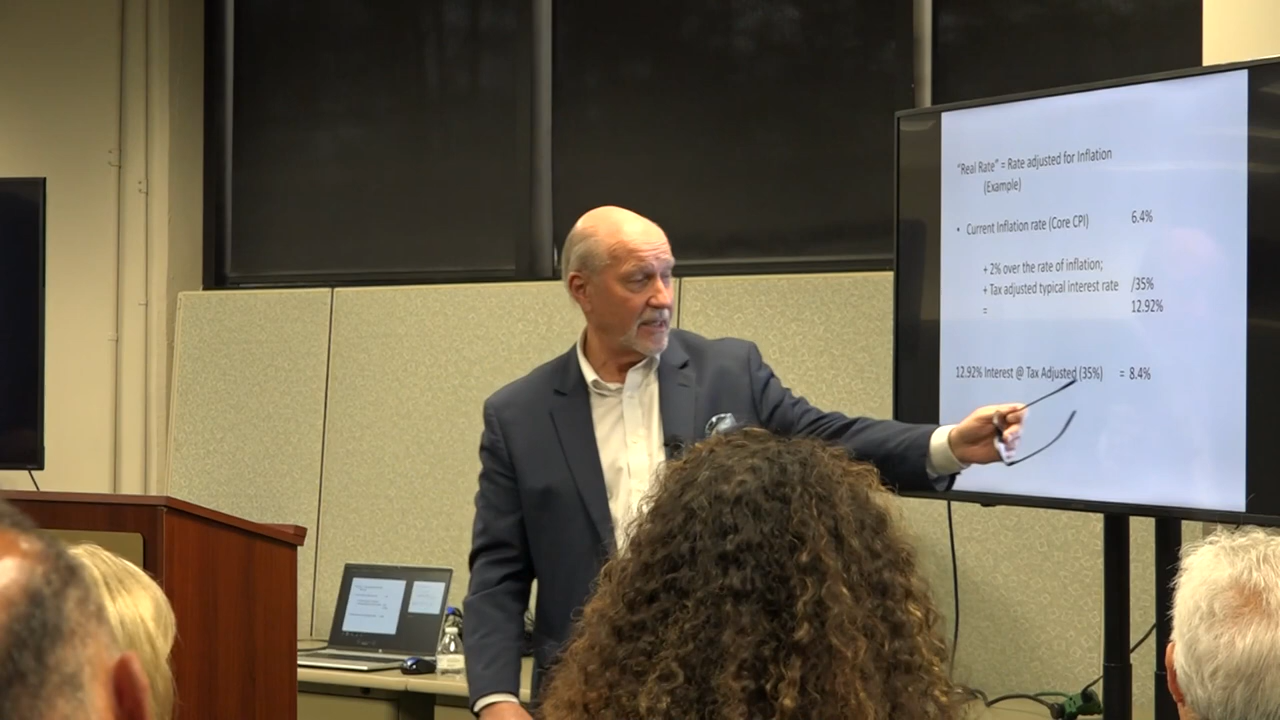 "Real Rate" = Rate adjusted for Inflation
(Example)
• Current Inflation rate (Core CPI) 6.4%
+ 2% over the rate of inflation;
+ Tax adjusted typical interest rate /35%
= 12.92%
12.92% Interest @ Tax Adjusted (35%) = 8.4%